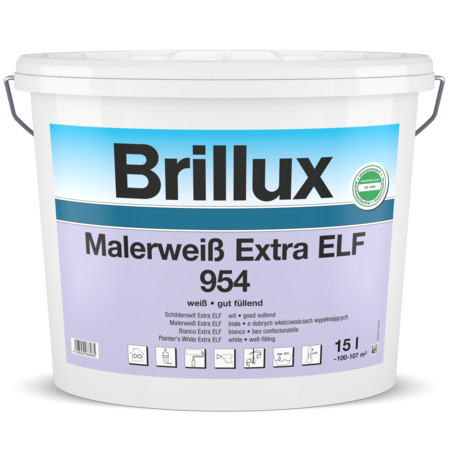 Brillux
Malerweiß Extra ELF
954
weiß • gut füllend
Schilderswit Extra ELF wit • goed vullend
Malerweiß Extra ELF biała • o dobrych właściwościach wypełniających
Bianco Extra ELF bianco • ben confezionabile
Painter's White Extra ELF white • well-filling
15 l
~100-107 m²